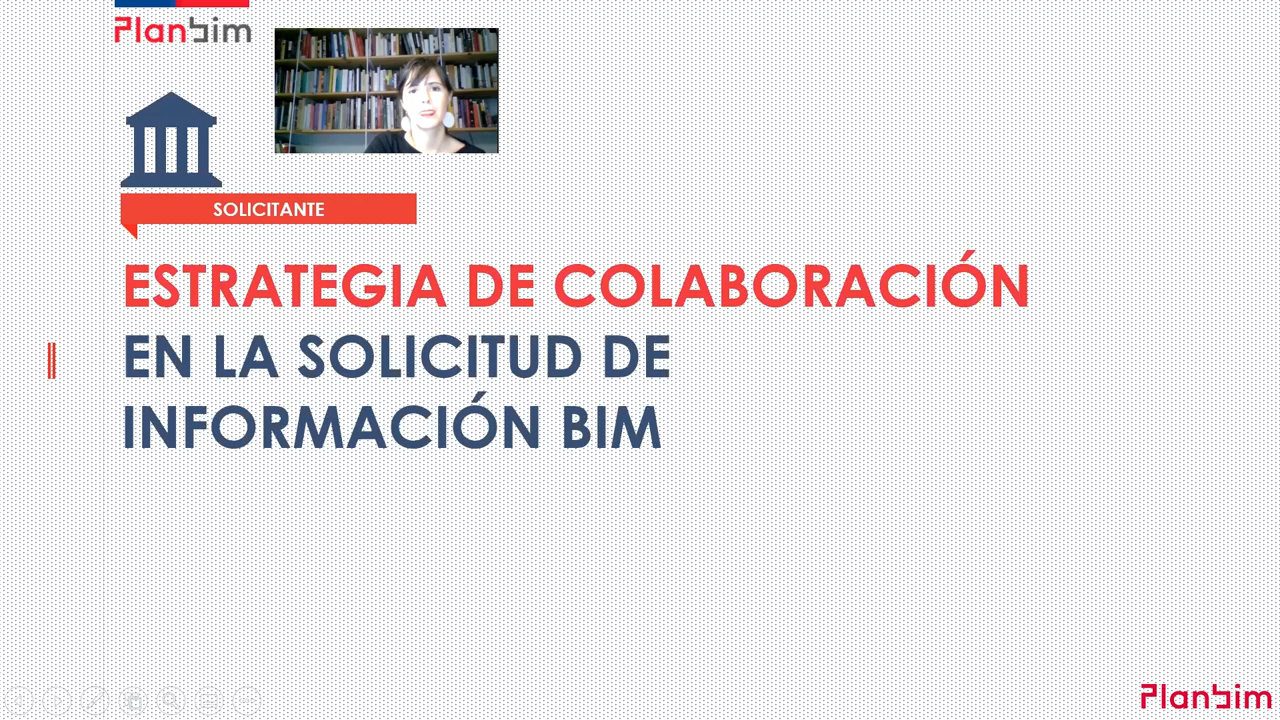 Planbim
SOLICITANTE
ESTRATEGIA DE COLABORACIÓN
EN LA SOLICITUD DE
INFORMACIÓN BIM
Planbim